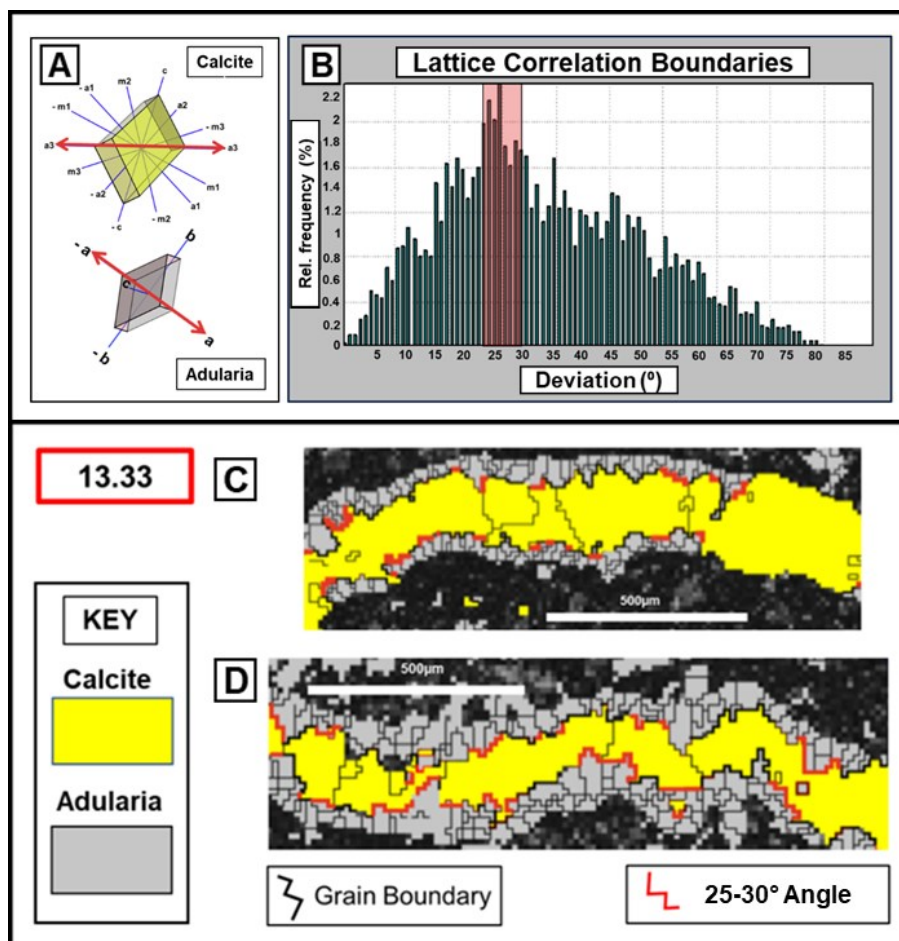 A
Calcite
c
m2
- a1
a2
- m1
- m3
a3
a3
m3
m1
- a2
a1
- m2
- c
- a
b
c
- b
a
Adularia
B
Lattice Correlation Boundaries
Rel. frequency (%)
2.2
2
1.8
1.6
1.4
1.2
1
0.8
0.6
0.4
0.2
0
5 10 15 20 25 30 35 40 45 50 55 60 65 70 75 80 85
Deviation (º)
13.33
C
500µm
KEY
Calcite
Adularia
D
500µm
Grain Boundary
25-30° Angle